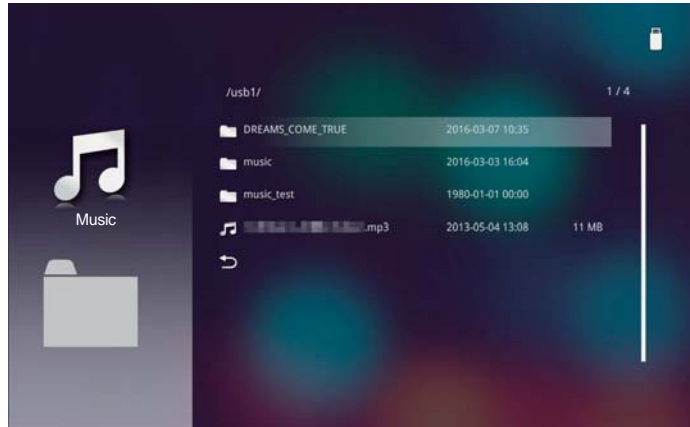 /usb1/ 1 / 4
DREAMS_COME_TRUE 2016-03-07 10:35
music 2016-03-03 16:04
music_test 1980-01-01 00:00
.mp3 2013-05-04 13:08 11 MB
Music